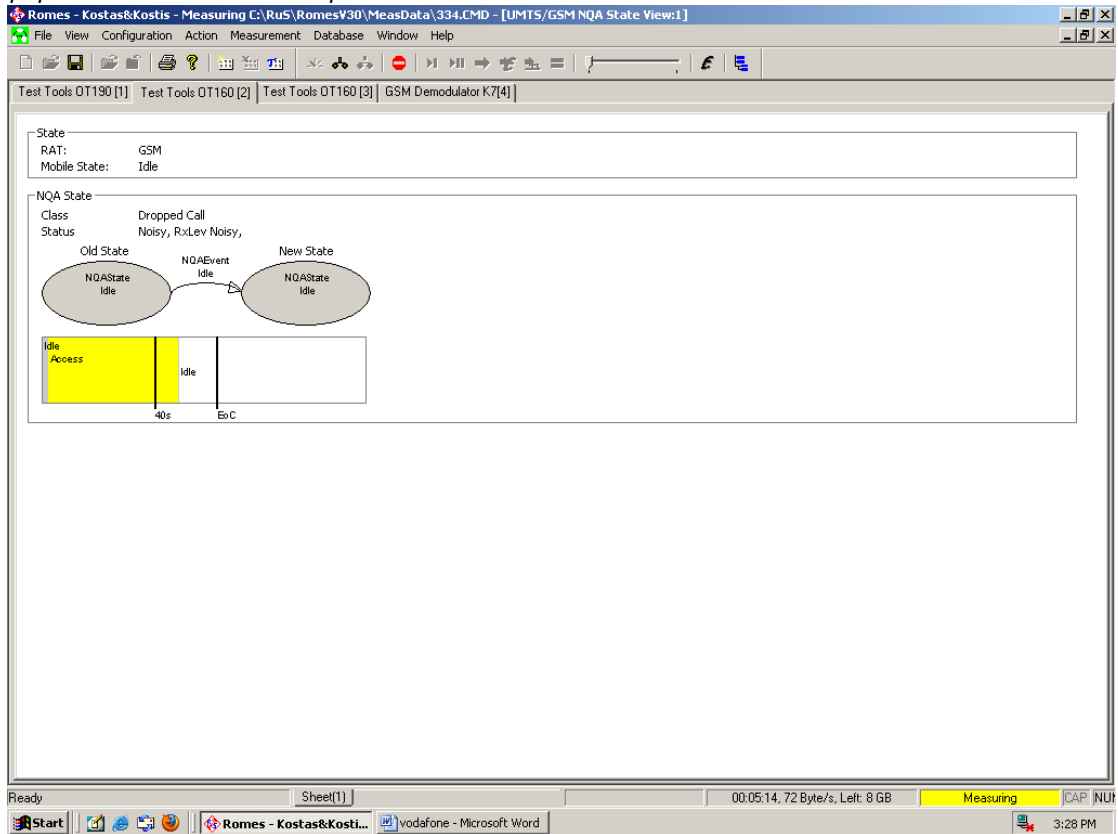 Romes - Kostas&Kostis - Measuring C:\RuS\RomesV30\MeasData\334.CMD - [UMTS/GSM NQA State View:1]
File View Configuration Action Measurement Database Window Help
Test Tools OT190 [1] Test Tools OT160 [2] Test Tools OT160 [3] GSM Demodulator K7[4]
State
RAT: GSM
Mobile State: Idle
NQA State
Class Dropped Call
Status Noisy, RxLev Noisy,
Old State NQAEvent New State
Idle
NQAState NQAState
Idle Idle
Idle
Access
Idle
40s EoC
Ready Sheet(1) 00:05:14, 72 Byte/s, Left: 8 GB Measuring CAP NUM
Start Romes - Kostas&Kosti... vodafone - Microsoft Word 3:28 PM